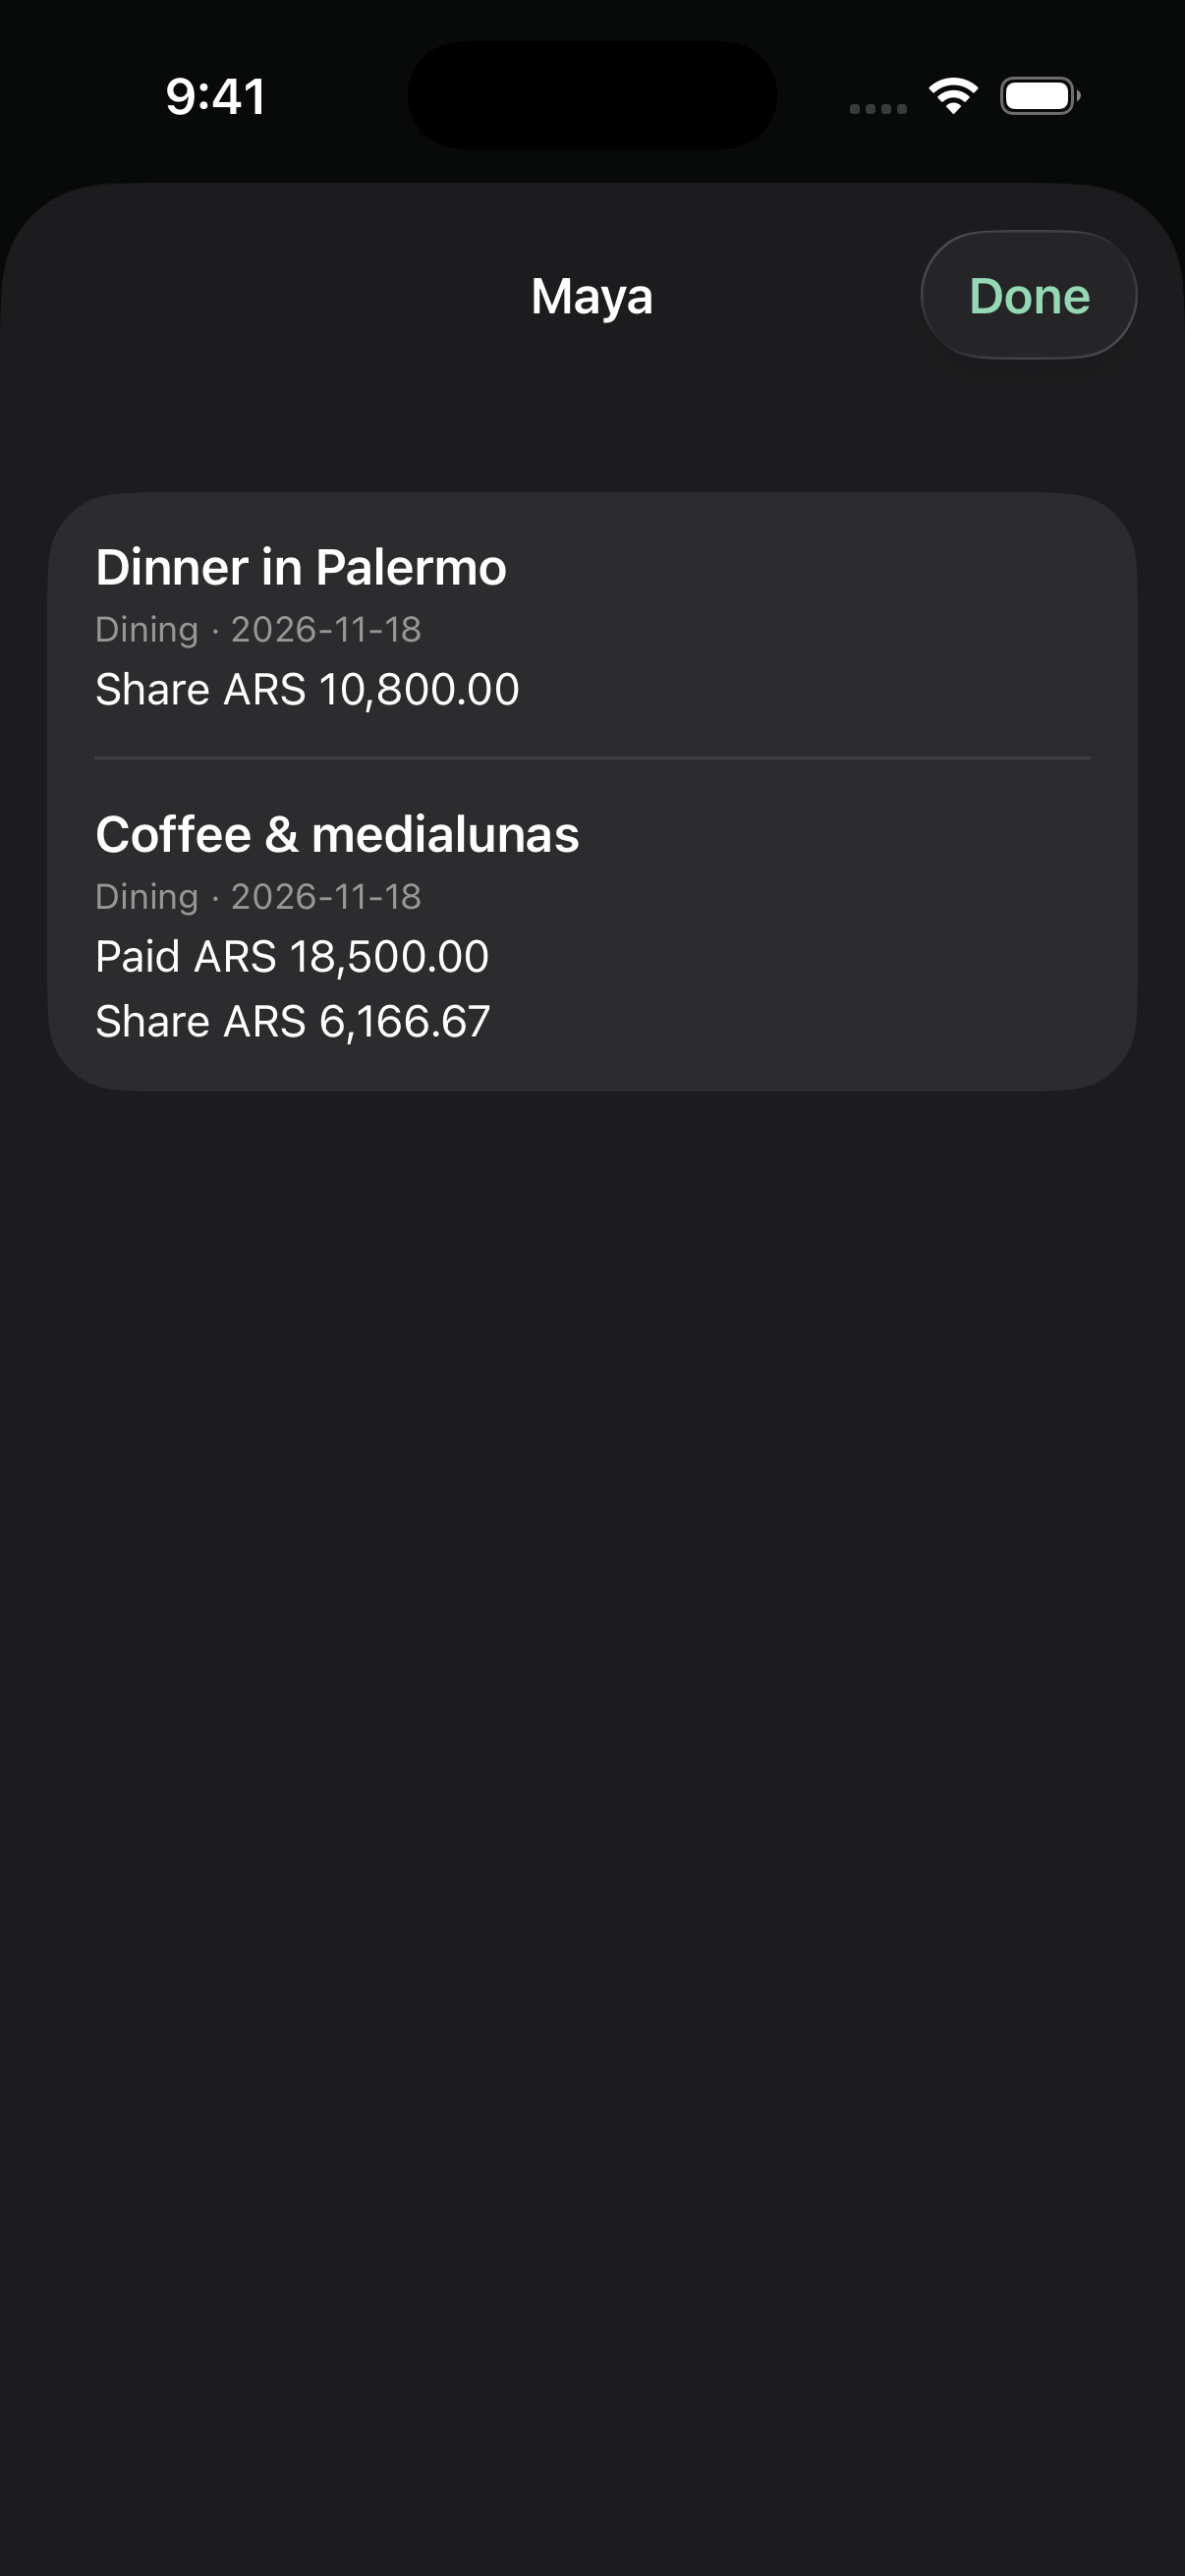 9:41
Maya
Done
Dinner in Palermo
Dining · 2026-11-18
Share ARS 10,800.00
Coffee & medialunas
Dining · 2026-11-18
Paid ARS 18,500.00
Share ARS 6,166.67